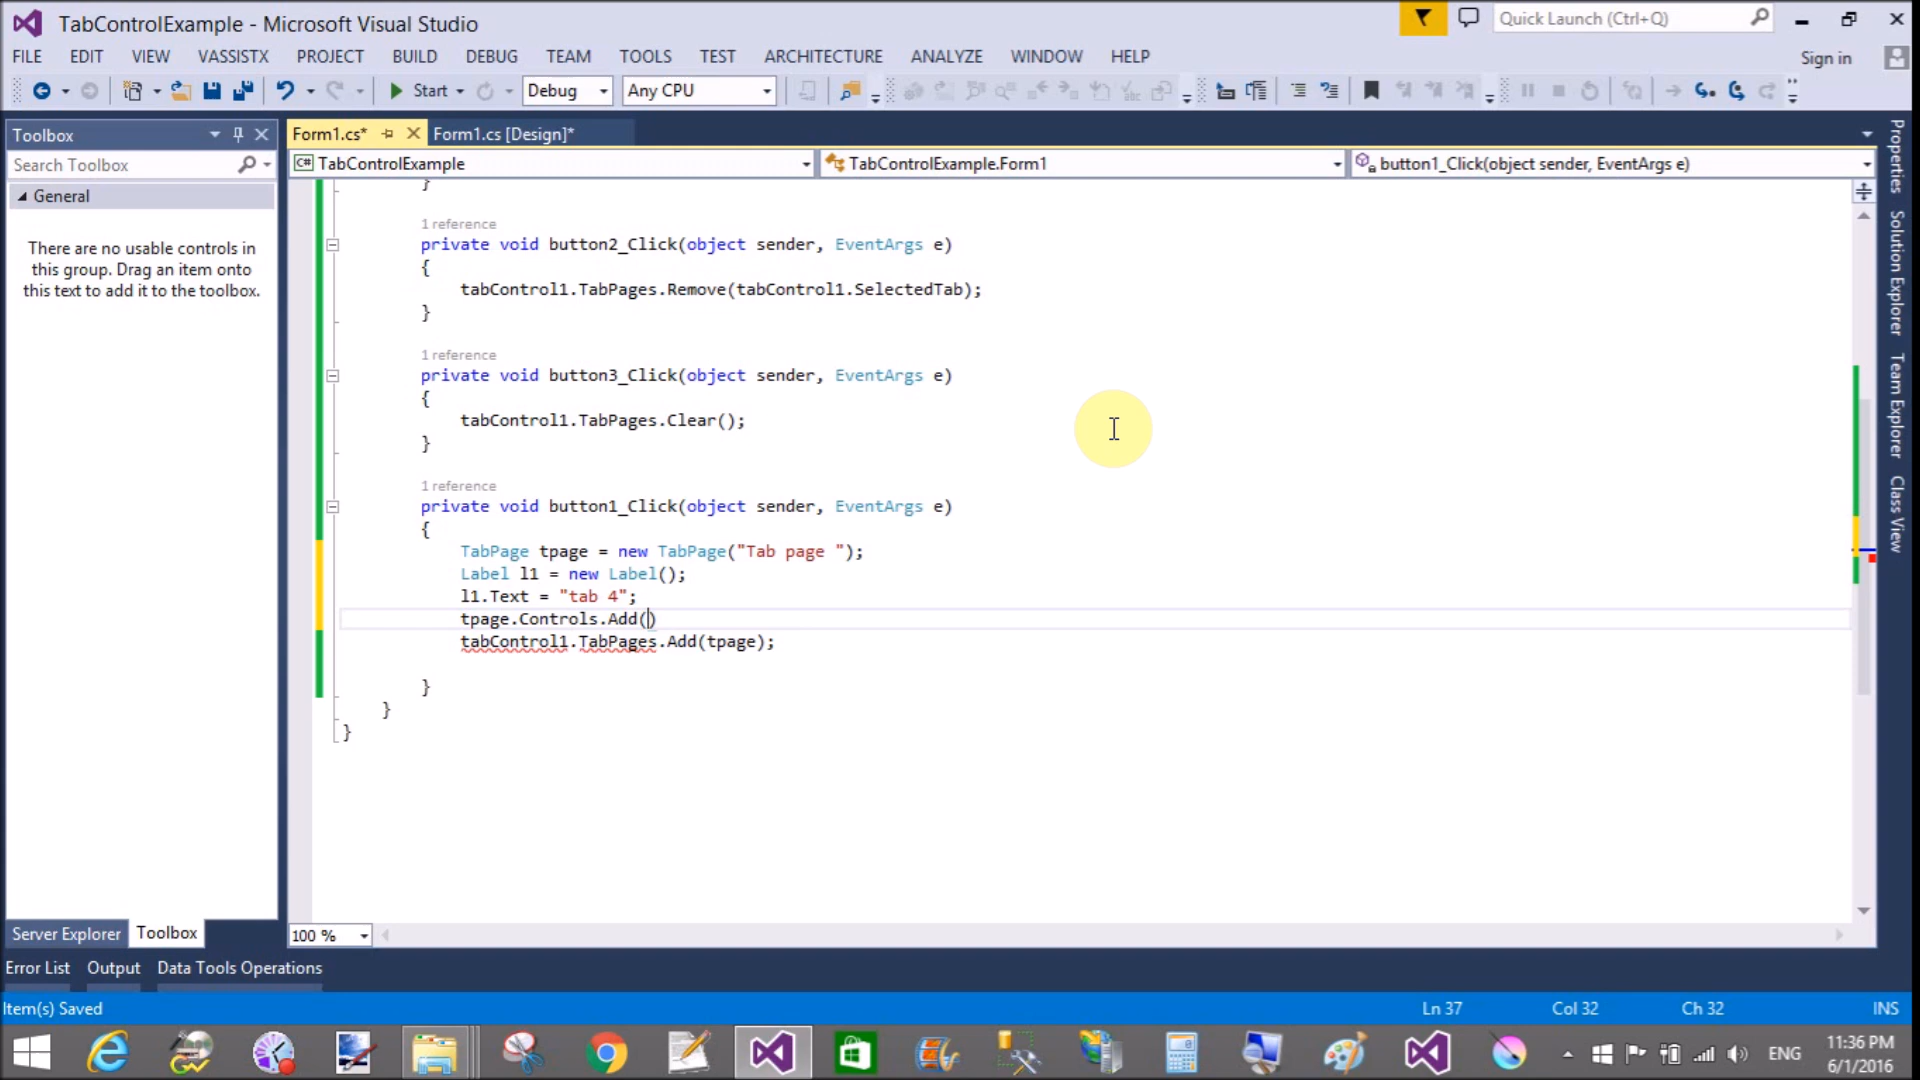 TabControlExample - Microsoft Visual Studio
Quick Launch (Ctrl+Q)
FILE EDIT VIEW VASSISTX PROJECT BUILD DEBUG TEAM TOOLS TEST ARCHITECTURE ANALYZE WINDOW HELP
Sign in
Start Debug Any CPU
Toolbox
Search Toolbox
General
There are no usable controls in
this group. Drag an item onto
this text to add it to the toolbox.
Form1.cs* Form1.cs [Design]*
TabControlExample TabControlExample.Form1 button1_Click(object sender, EventArgs e)
}
1 reference
private void button2_Click(object sender, EventArgs e)
{
tabControl1.TabPages.Remove(tabControl1.SelectedTab);
}
1 reference
private void button3_Click(object sender, EventArgs e)
{
tabControl1.TabPages.Clear();
}
1 reference
private void button1_Click(object sender, EventArgs e)
{
TabPage tpage = new TabPage("Tab page ");
Label l1 = new Label();
l1.Text = "tab 4";
tpage.Controls.Add()
tabControl1.TabPages.Add(tpage);
}
}
}
Properties
Solution Explorer
Team Explorer
Class View
Server Explorer Toolbox
100 %
Error List Output Data Tools Operations
Item(s) Saved
Ln 37 Col 32 Ch 32 INS
ENG
11:36 PM
6/1/2016